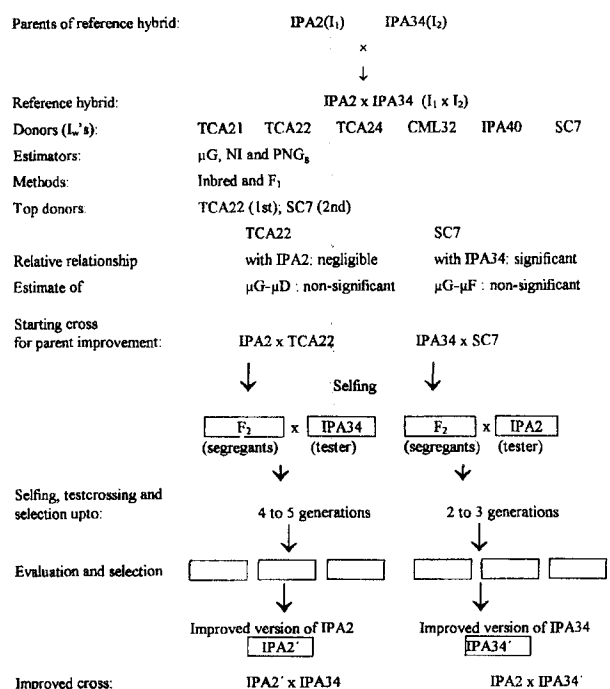 Parents of reference hybrid: IPA2(I₁) IPA34(I₂)
×
Reference hybrid: IPA2 x IPA34 (I₁ x I₂)
Donors (Iw's): TCA21 TCA22 TCA24 CML32 IPA40 SC7
Estimators: μG, NI and PNGg
Methods: Inbred and F₁
Top donors: TCA22 (1st); SC7 (2nd)
TCA22 SC7
Relative relationship with IPA2: negligible with IPA34: significant
Estimate of μG-μD : non-significant μG-μF : non-significant
Starting cross
for parent improvement: IPA2 x TCA22 IPA34 x SC7
Selfing
F₂ x IPA34 F₂ x IPA2
(segregants) (tester) (segregants) (tester)
Selfing, testcrossing and
selection upto: 4 to 5 generations 2 to 3 generations
Evaluation and selection
Improved version of IPA2 Improved version of IPA34
IPA2′ IPA34′
Improved cross: IPA2′ x IPA34 IPA2 x IPA34′